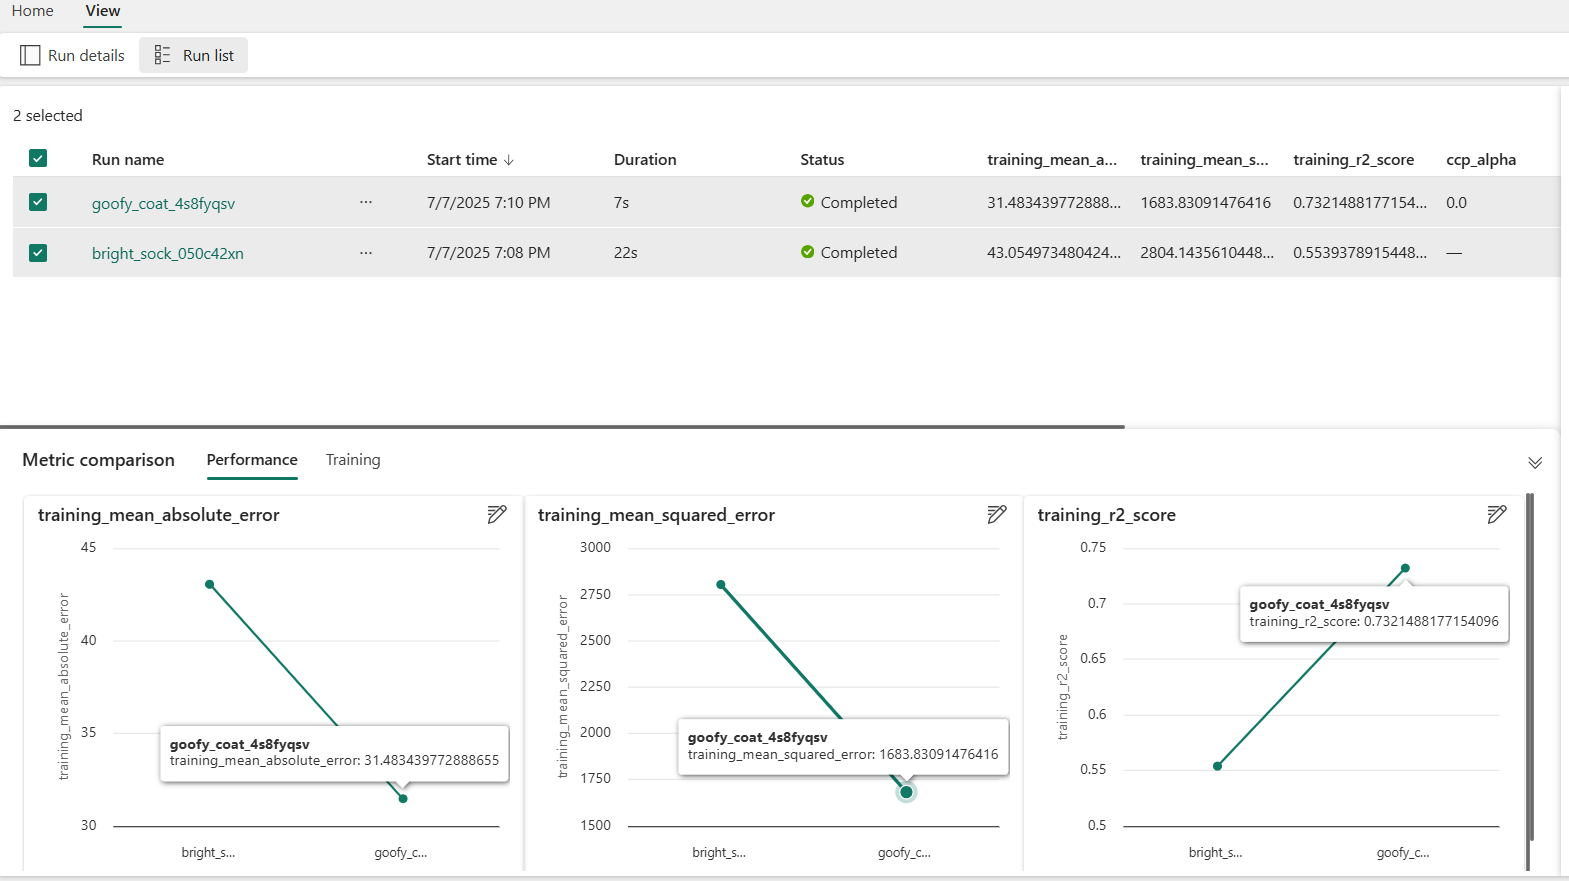 Home View
Run details Run list
2 selected
Run name Start time ↓ Duration Status training_mean_a... training_mean_s... training_r2_score ccp_alpha
goofy_coat_4s8fyqsv ... 7/7/2025 7:10 PM 7s Completed 31.483439772888... 1683.83091476416 0.7321488177154... 0.0
bright_sock_050c42xn ... 7/7/2025 7:08 PM 22s Completed 43.054973480424... 2804.1435610448... 0.5539378915448... —
Metric comparison Performance Training
training_mean_absolute_error
45
40
35
30
training_mean_absolute_error
goofy_coat_4s8fyqsv
training_mean_absolute_error: 31.483439772888655
bright_s... goofy_c...
training_mean_squared_error
3000
2750
2500
2250
2000
1750
1500
training_mean_squared_error
goofy_coat_4s8fyqsv
training_mean_squared_error: 1683.83091476416
bright_s... goofy_c...
training_r2_score
0.75
0.7
0.65
0.6
0.55
0.5
training_r2_score
goofy_coat_4s8fyqsv
training_r2_score: 0.7321488177154096
bright_s... goofy_c...